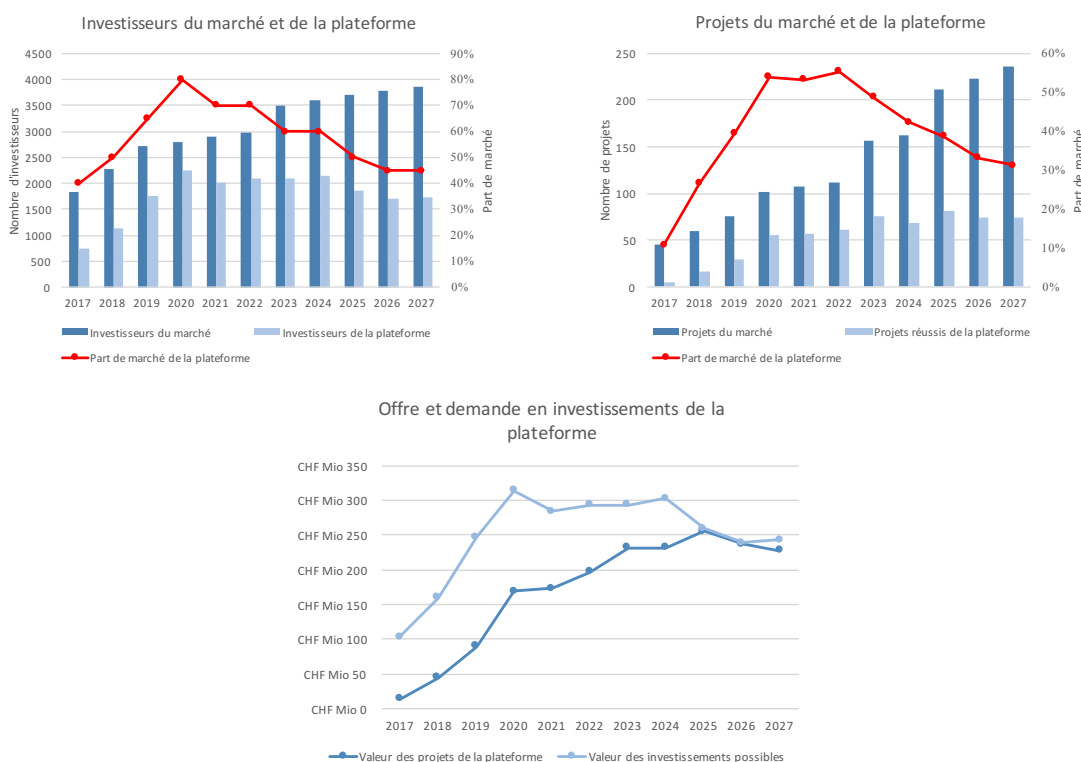 Investisseurs du marché et de la plateforme
4500
4000
3500
3000
2500
2000
1500
1000
500
0
Nombre d'investisseurs
90%
80%
70%
60%
50%
40%
30%
20%
10%
0%
Part de marché
2017 2018 2019 2020 2021 2022 2023 2024 2025 2026 2027
Investisseurs du marché
Investisseurs de la plateforme
Part de marché de la plateforme
Projets du marché et de la plateforme
250
200
150
100
50
0
Nombre de projets
60%
50%
40%
30%
20%
10%
0%
Part de marché
2017 2018 2019 2020 2021 2022 2023 2024 2025 2026 2027
Projets du marché
Projets réussis de la plateforme
Part de marché de la plateforme
Offre et demande en investissements de la
plateforme
CHF Mio 350
CHF Mio 300
CHF Mio 250
CHF Mio 200
CHF Mio 150
CHF Mio 100
CHF Mio 50
CHF Mio 0
2017 2018 2019 2020 2021 2022 2023 2024 2025 2026 2027
Valeur des projets de la plateforme
Valeur des investissements possibles